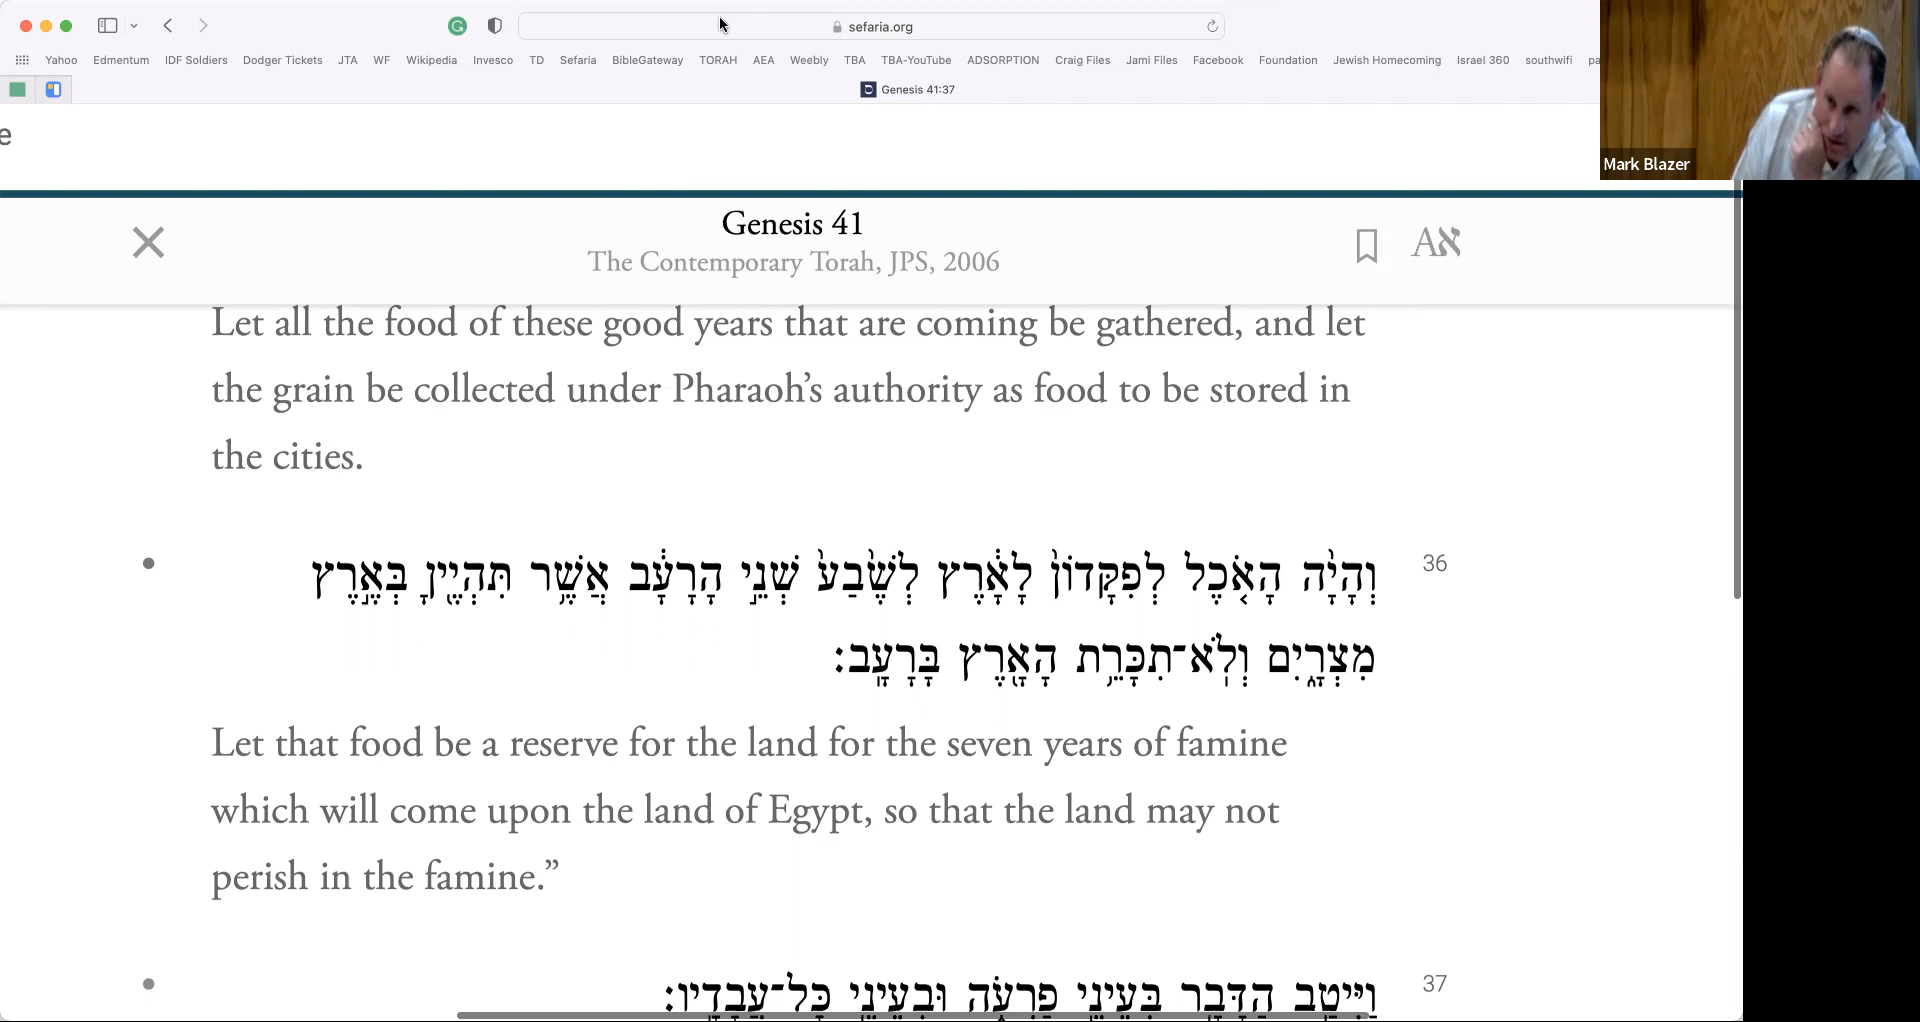 sefaria.org
Yahoo Edmentum IDF Soldiers Dodger Tickets JTA WF Wikipedia Invesco TD Sefaria BibleGateway TORAH AEA Weebly TBA TBA-YouTube ADSORPTION Craig Files Jami Files Facebook Foundation Jewish Homecoming Israel 360 southwifi pa
Genesis 41:37
e
Mark Blazer
Genesis 41
The Contemporary Torah, JPS, 2006
Aא
Let all the food of these good years that are coming be gathered, and let
the grain be collected under Pharaoh’s authority as food to be stored in
the cities.
36
וְהָיָ֨ה הָאֹ֤כֶל לְפִקָּדוֹן֙ לָאָ֔רֶץ לְשֶׁ֙בַע֙ שְׁנֵ֣י הָרָעָ֔ב אֲשֶׁ֥ר תִּהְיֶ֖יןָ בְּאֶ֣רֶץ
מִצְרָ֑יִם וְלֹֽא־תִכָּרֵ֥ת הָאָ֖רֶץ בָּרָעָֽב׃
Let that food be a reserve for the land for the seven years of famine
which will come upon the land of Egypt, so that the land may not
perish in the famine.”
37
וַיִּיטַ֥ב הַדָּבָ֖ר בְּעֵינֵ֣י פַרְעֹ֑ה וּבְעֵינֵ֖י כׇּל־עֲבָדָֽיו׃